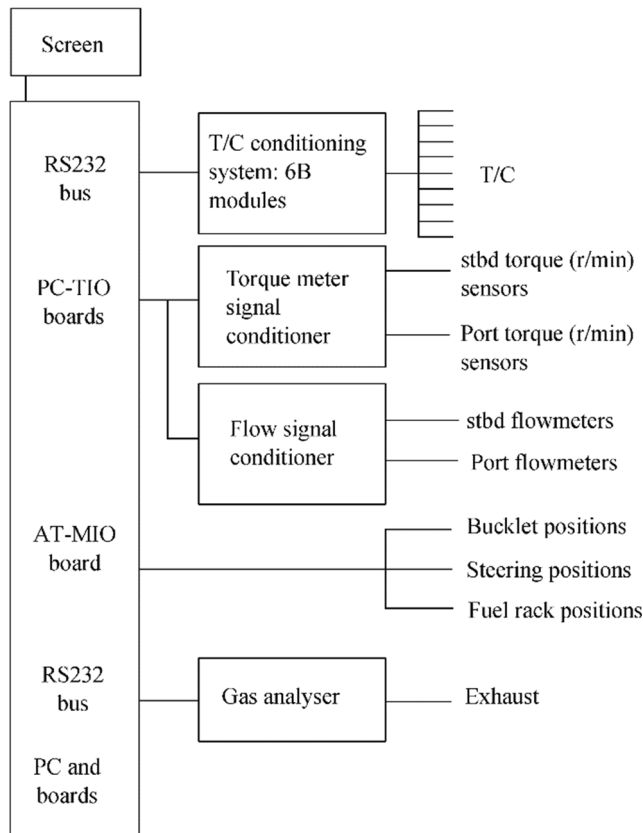 Screen
RS232
bus
T/C conditioning
system: 6B
modules
T/C
PC-TIO
boards
Torque meter
signal
conditioner
stbd torque (r/min)
sensors
Port torque (r/min)
sensors
Flow signal
conditioner
stbd flowmeters
Port flowmeters
AT-MIO
board
Bucklet positions
Steering positions
Fuel rack positions
RS232
bus
Gas analyser
Exhaust
PC and
boards